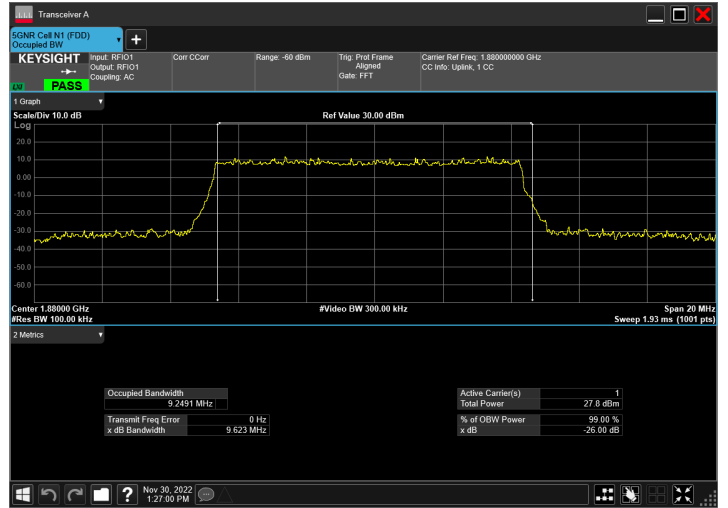 Transceiver A
5GNR Cell N1 (FDD)
Occupied BW
KEYSIGHT
Input: RFIO1
Output: RFIO1
Coupling: AC
Corr CCorr
Range: -60 dBm
Trig: Prot Frame
Aligned
Gate: FFT
Carrier Ref Freq: 1.880000000 GHz
CC Info: Uplink, 1 CC
LXI
PASS
1 Graph
Scale/Div 10.0 dB
Ref Value 30.00 dBm
Log
20.0
10.0
0.00
-10.0
-20.0
-30.0
-50.0
-60.0
Center 1.88000 GHz
#Video BW 300.00 kHz
Span 20 MHz
#Res BW 100.00 kHz
Sweep 1.93 ms (1001 pts)
2 Metrics
Occupied Bandwidth
9.2491 MHz
Transmit Freq Error 0 Hz
x dB Bandwidth 9.623 MHz
Active Carrier(s) 1
Total Power 27.8 dBm
% of OBW Power 99.00 %
x dB -26.00 dB
?
Nov 30, 2022
1:27:00 PM